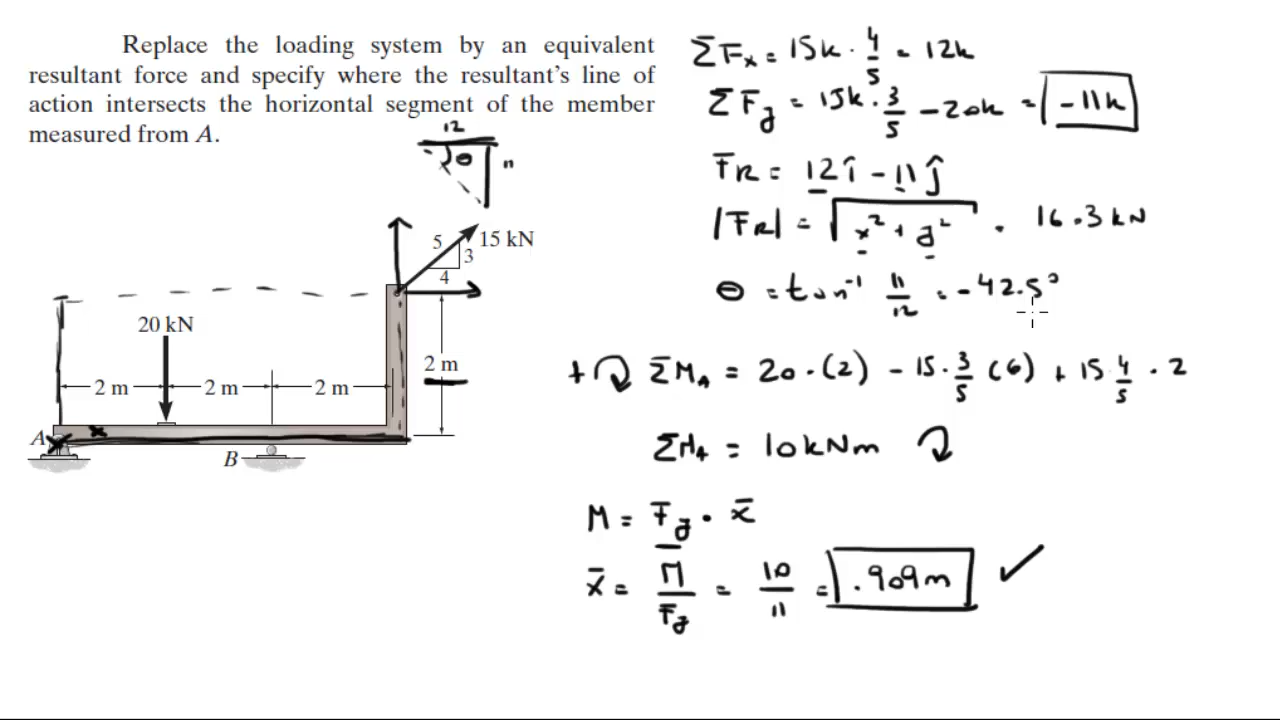 Replace the loading system by an equivalent
resultant force and specify where the resultant's line of
action intersects the horizontal segment of the member
measured from A.
12
θ
11
5
3
4
15 kN
20 kN
2 m
2 m
2 m
2 m
A
x
B
ΣFx = 15k · 4/5 = 12k
ΣFy = 15k · 3/5 - 20k = -11k
FR = 12î - 11ĵ
|FR| = √(x² + y²) = 16.3 kN
θ = tan⁻¹ 11/12 = -42.5°
+ ↻ ΣMA = 20 · (2) - 15 · 3/5 (6) + 15 · 4/5 · 2
ΣMA = 10 kNm ↻
M = Fy · x̄
x̄ = M/Fy = 10/11 = .909m ✓